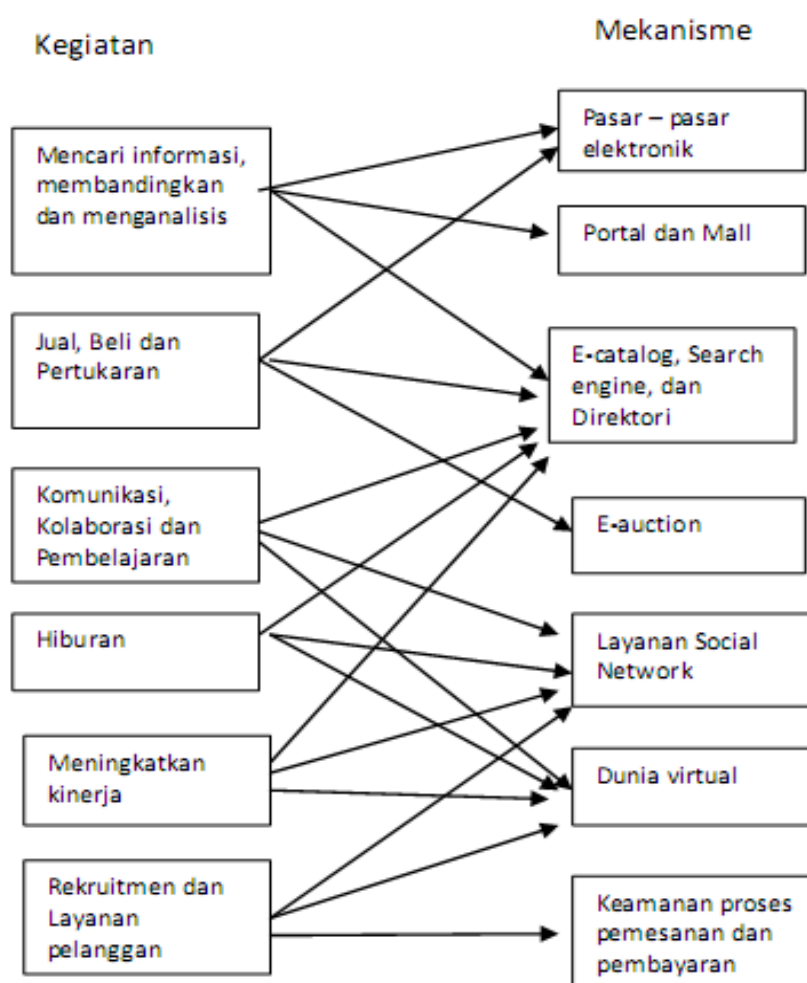 Kegiatan
Mekanisme
Mencari informasi,
membandingkan
dan menganalisis
Jual, Beli dan
Pertukaran
Komunikasi,
Kolaborasi dan
Pembelajaran
Hiburan
Meningkatkan
kinerja
Rekruitmen dan
Layanan
pelanggan
Pasar – pasar
elektronik
Portal dan Mall
E-catalog, Search
engine, dan
Direktori
E-auction
Layanan Social
Network
Dunia virtual
Keamanan proses
pemesanan dan
pembayaran